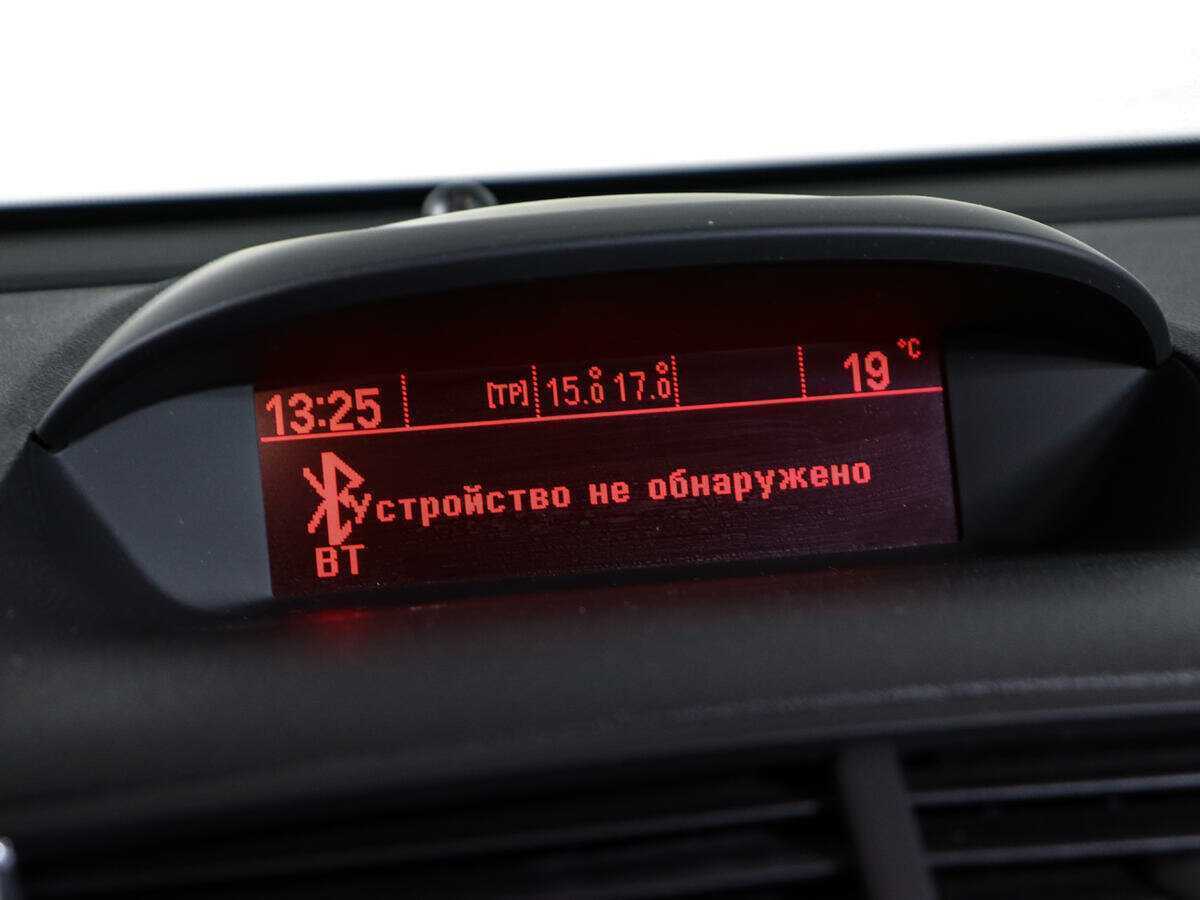 13:25 [TP] 15.0° 17.0° 19 °C
Устройство не обнаружено
BT